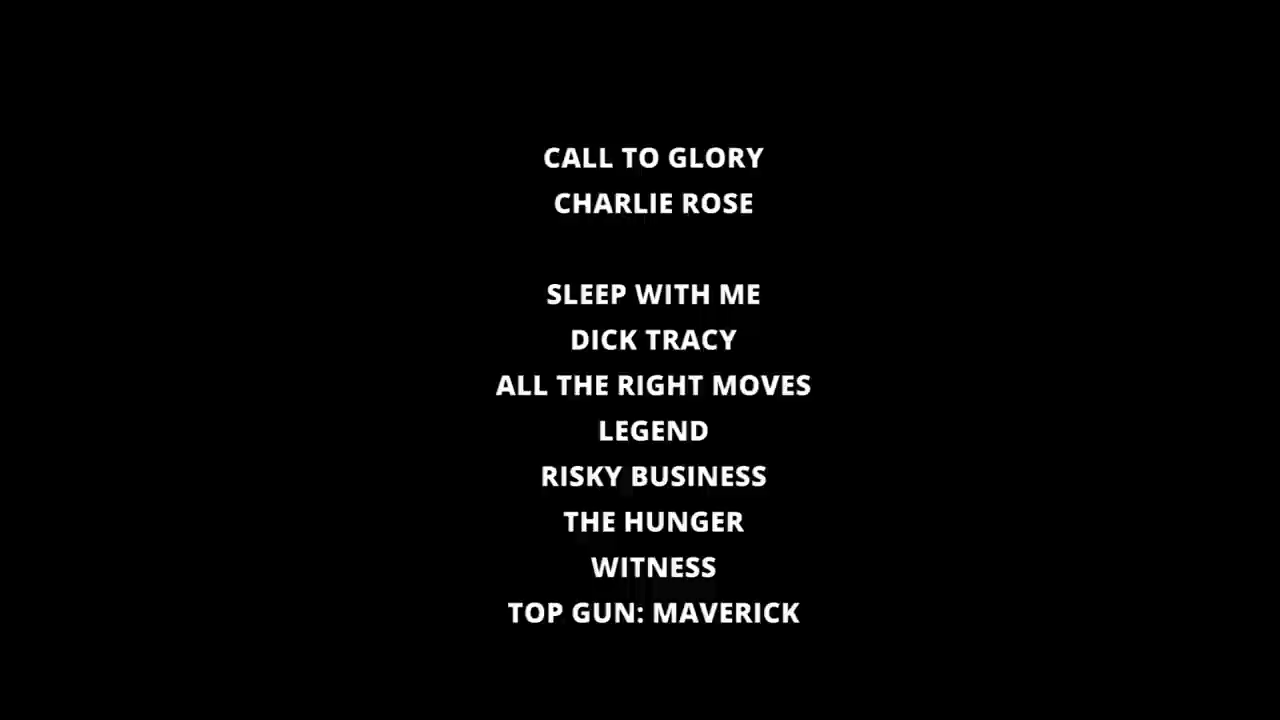 CALL TO GLORY
CHARLIE ROSE
SLEEP WITH ME
DICK TRACY
ALL THE RIGHT MOVES
LEGEND
RISKY BUSINESS
THE HUNGER
WITNESS
TOP GUN: MAVERICK